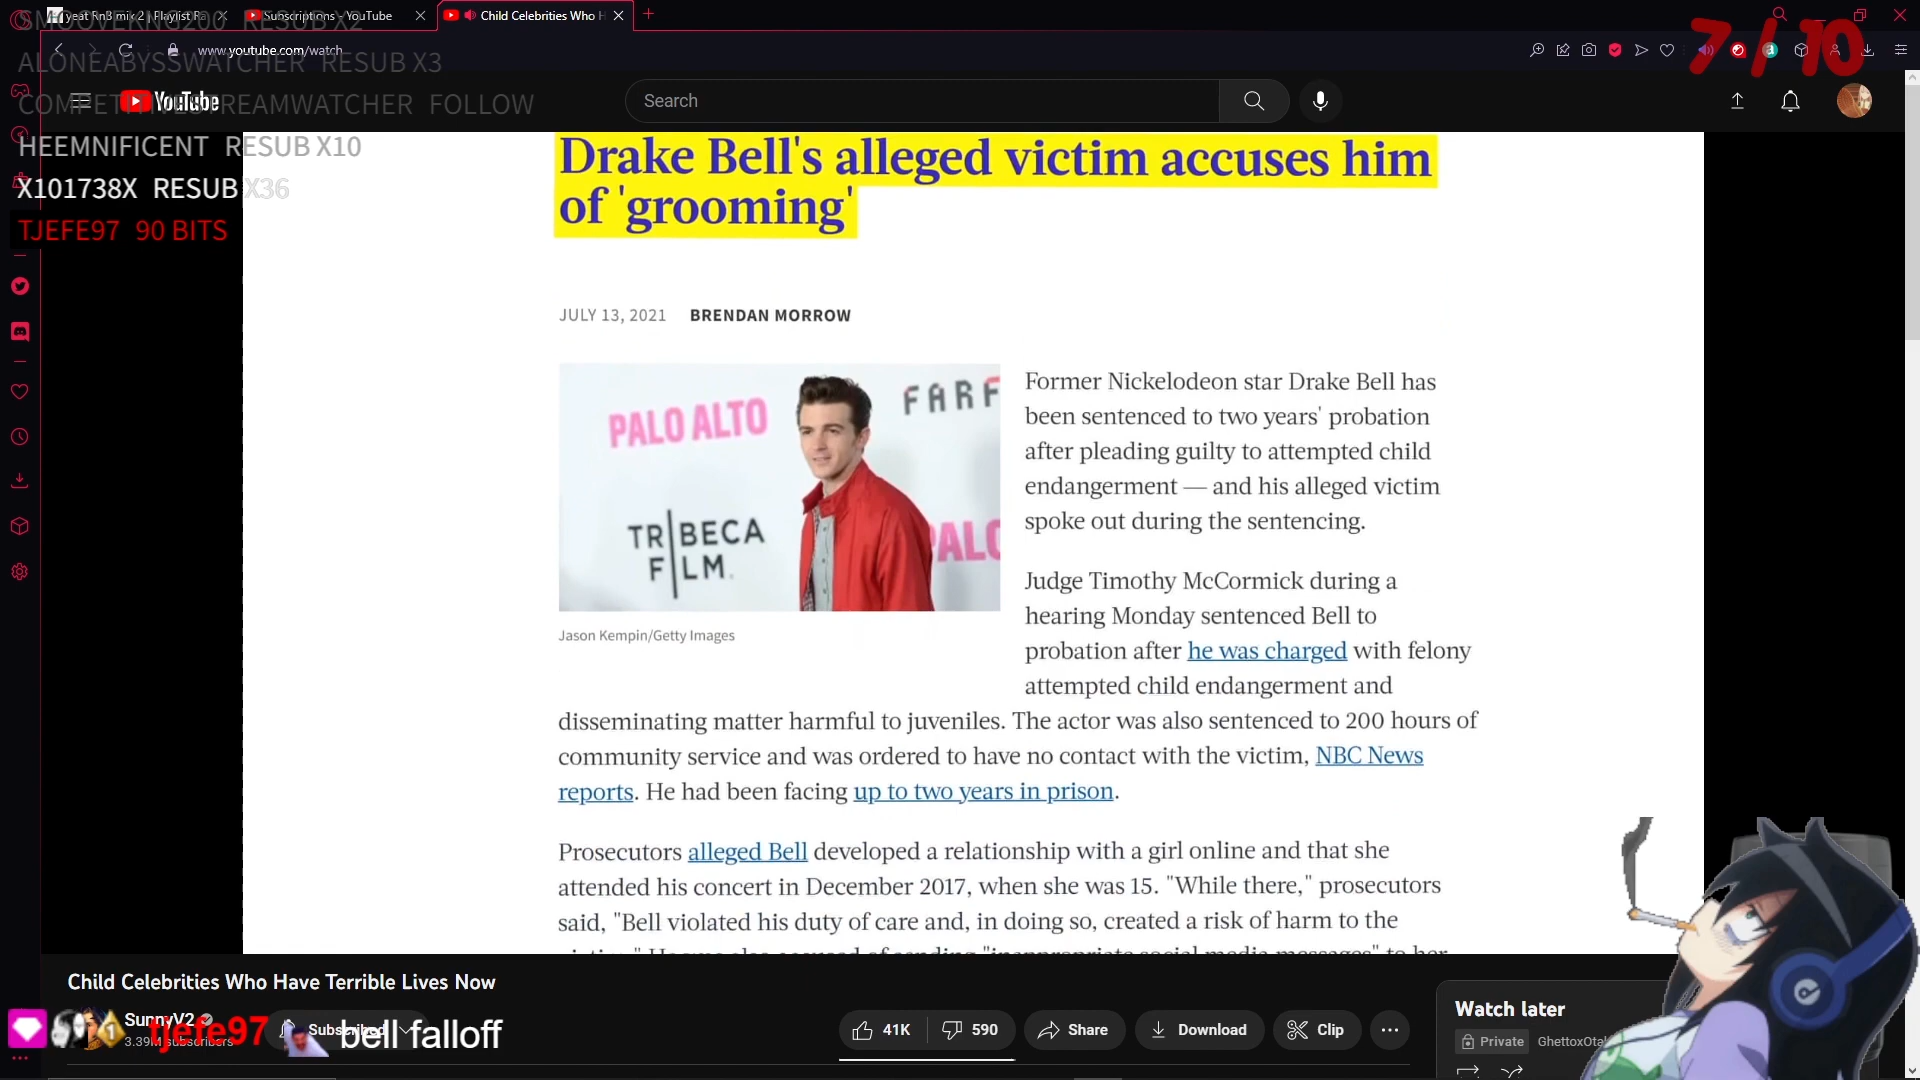 yeat RnB mix 2 | Playlist Ra
Subscriptions - YouTube
Child Celebrities Who H
www.youtube.com/watch
SMOOVERKNG200 RESUB X2
ALONEABYSSWATCHER RESUB X3
FOLLOW
HEEMNIFICENT RESUB X10
X101738X RESUB X36
TJEFE97 90 BITS
7/10
YouTube
Search
Drake Bell's alleged victim accuses him
of 'grooming'
JULY 13, 2021 BRENDAN MORROW
PALO ALTO
FARF
TRIBECA
FILM
PALO
Jason Kempin/Getty Images
Former Nickelodeon star Drake Bell has
been sentenced to two years' probation
after pleading guilty to attempted child
endangerment — and his alleged victim
spoke out during the sentencing.
Judge Timothy McCormick during a
hearing Monday sentenced Bell to
probation after he was charged with felony
attempted child endangerment and
disseminating matter harmful to juveniles. The actor was also sentenced to 200 hours of
community service and was ordered to have no contact with the victim, NBC News
reports. He had been facing up to two years in prison.
Prosecutors alleged Bell developed a relationship with a girl online and that she
attended his concert in December 2017, when she was 15. "While there," prosecutors
said, "Bell violated his duty of care and, in doing so, created a risk of harm to the
Child Celebrities Who Have Terrible Lives Now
SunnyV2
3.39M subscribers
Subscribed
tjefe97 bell falloff
41K
590
Share
Download
Clip
Watch later
Private
GhettoxOta